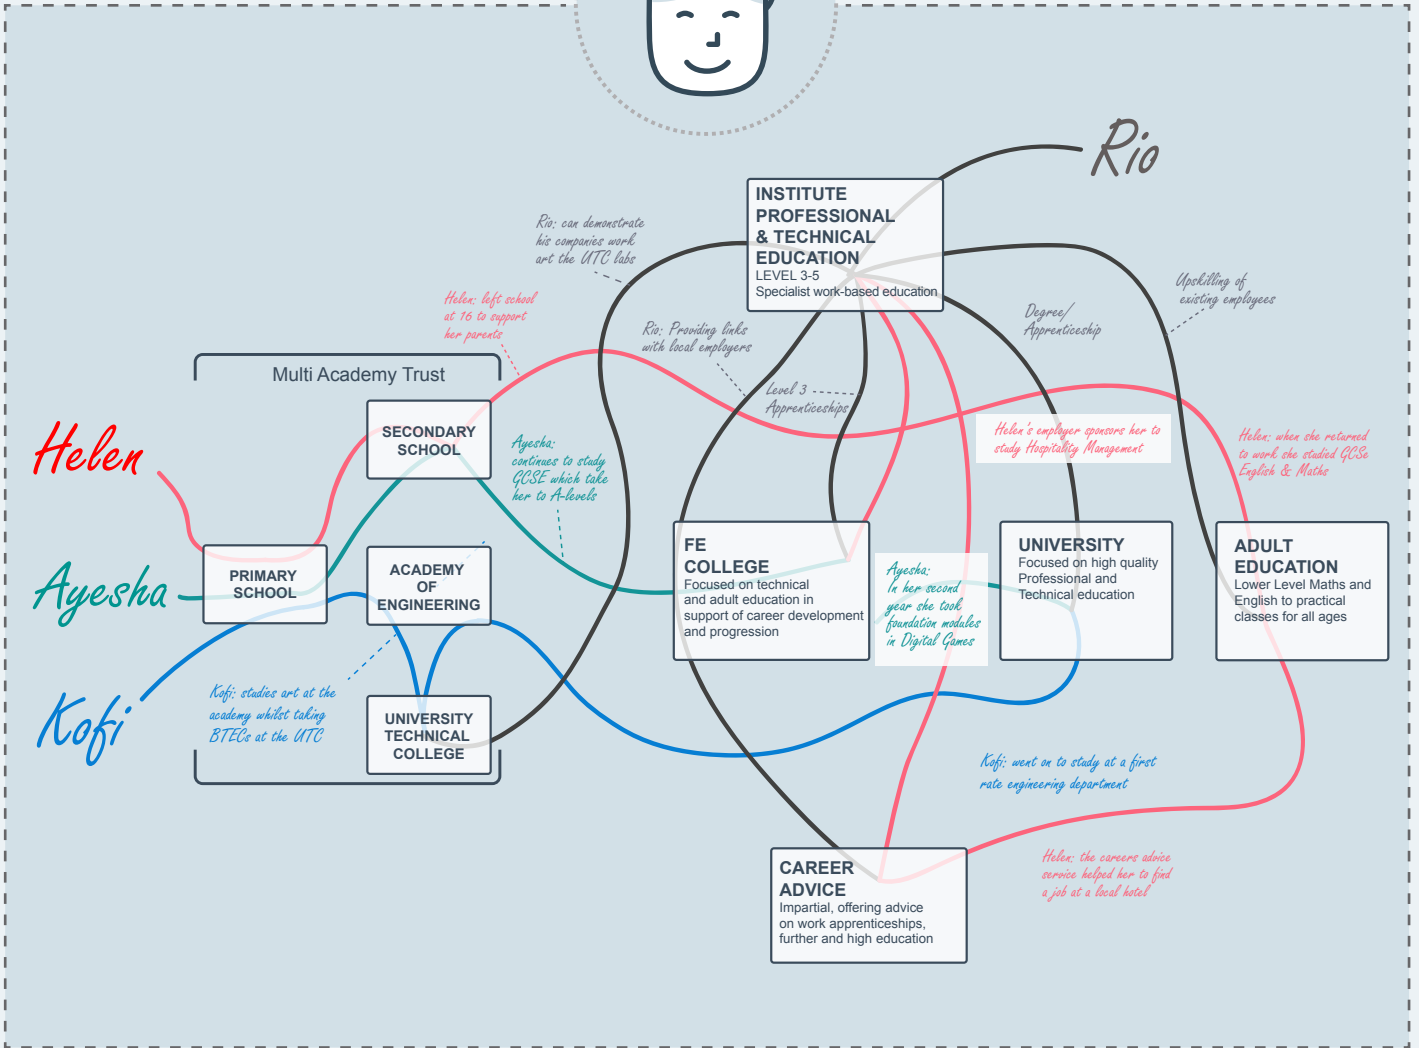 Rio
INSTITUTE
PROFESSIONAL
& TECHNICAL
EDUCATION
LEVEL 3-5
Specialist work-based education
Rio: can demonstrate
his companies work
art the UTC labs
Helen: left school
at 16 to support
her parents
Rio: Providing links
with local employers
Level 3
Apprenticeships
Degree/
Apprenticeship
Upskilling of
existing employees
Multi Academy Trust
Helen
Ayesha
Kofi
PRIMARY
SCHOOL
SECONDARY
SCHOOL
ACADEMY
OF
ENGINEERING
UNIVERSITY
TECHNICAL
COLLEGE
Ayesha:
continues to study
GCSE which take
her to A-levels
Kofi: studies art at the
academy whilst taking
BTECs at the UTC
Helen's employer sponsors her to
study Hospitality Management
Helen: when she returned
to work she studied GCSe
English & Maths
FE
COLLEGE
Focused on technical
and adult education in
support of career development
and progression
Ayesha:
In her second
year she took
foundation modules
in Digital Games
UNIVERSITY
Focused on high quality
Professional and
Technical education
ADULT
EDUCATION
Lower Level Maths and
English to practical
classes for all ages
Kofi: went on to study at a first
rate engineering department
Helen: the careers advice
service helped her to find
a job at a local hotel
CAREER
ADVICE
Impartial, offering advice
on work apprenticeships,
further and high education